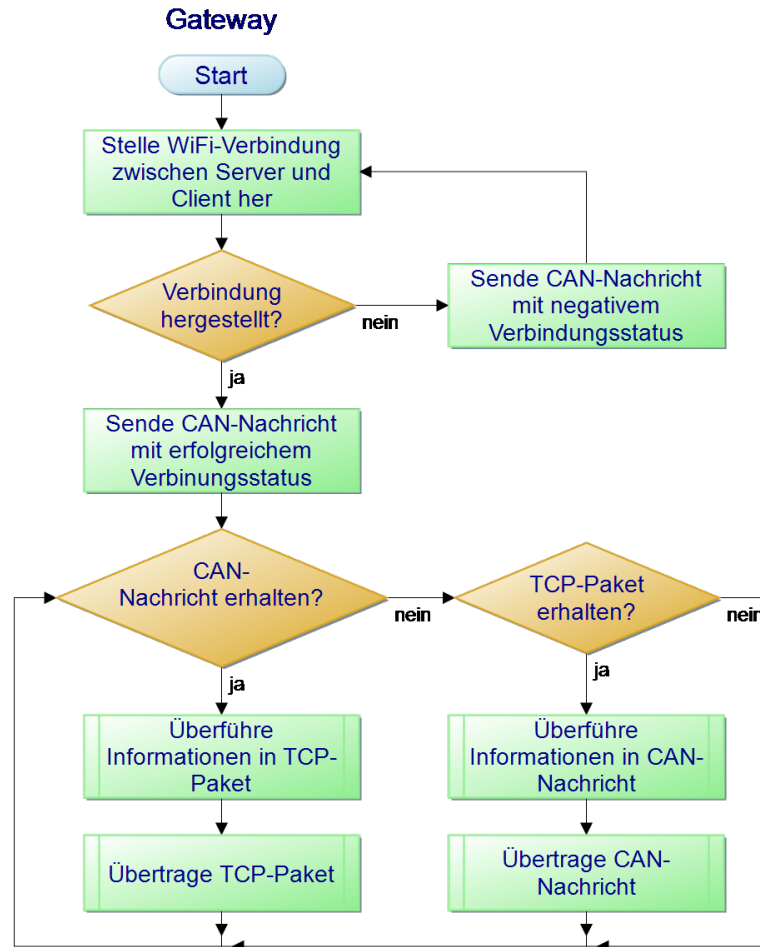 Gateway
Start
Stelle WiFi-Verbindung
zwischen Server und
Client her
Verbindung
hergestellt?
nein
Sende CAN-Nachricht
mit negativem
Verbindungsstatus
ja
Sende CAN-Nachricht
mit erfolgreichem
Verbinungsstatus
CAN-
Nachricht erhalten?
nein
TCP-Paket
erhalten?
nein
ja
ja
Überführe
Informationen in TCP-
Paket
Überführe
Informationen in CAN-
Nachricht
Übertrage TCP-Paket
Übertrage CAN-
Nachricht